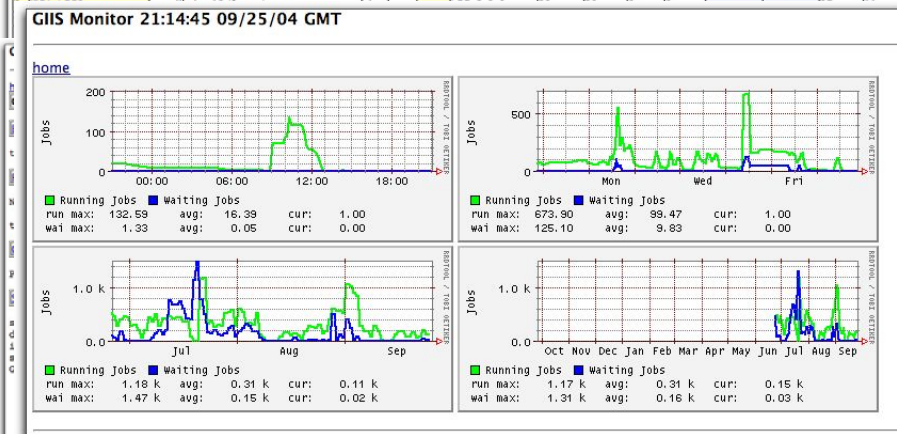 GIIS Monitor 21:14:45 09/25/04 GMT
home
200
100
0
Jobs
00:00 06:00 12:00 18:00
RRDTOOL / TOBI OETIKER
Running Jobs Waiting Jobs
run max: 132.59 avg: 16.39 cur: 1.00
wai max: 1.33 avg: 0.05 cur: 0.00
500
0
Jobs
Mon Wed Fri
RRDTOOL / TOBI OETIKER
Running Jobs Waiting Jobs
run max: 673.90 avg: 99.47 cur: 1.00
wai max: 125.10 avg: 9.83 cur: 0.00
1.0 k
0.0
Jobs
Jul Aug Sep
RRDTOOL / TOBI OETIKER
Running Jobs Waiting Jobs
run max: 1.18 k avg: 0.31 k cur: 0.11 k
wai max: 1.47 k avg: 0.15 k cur: 0.02 k
1.0 k
0.0
Jobs
Oct Nov Dec Jan Feb Mar Apr May Jun Jul Aug Sep
RRDTOOL / TOBI OETIKER
Running Jobs Waiting Jobs
run max: 1.17 k avg: 0.31 k cur: 0.15 k
wai max: 1.31 k avg: 0.16 k cur: 0.03 k